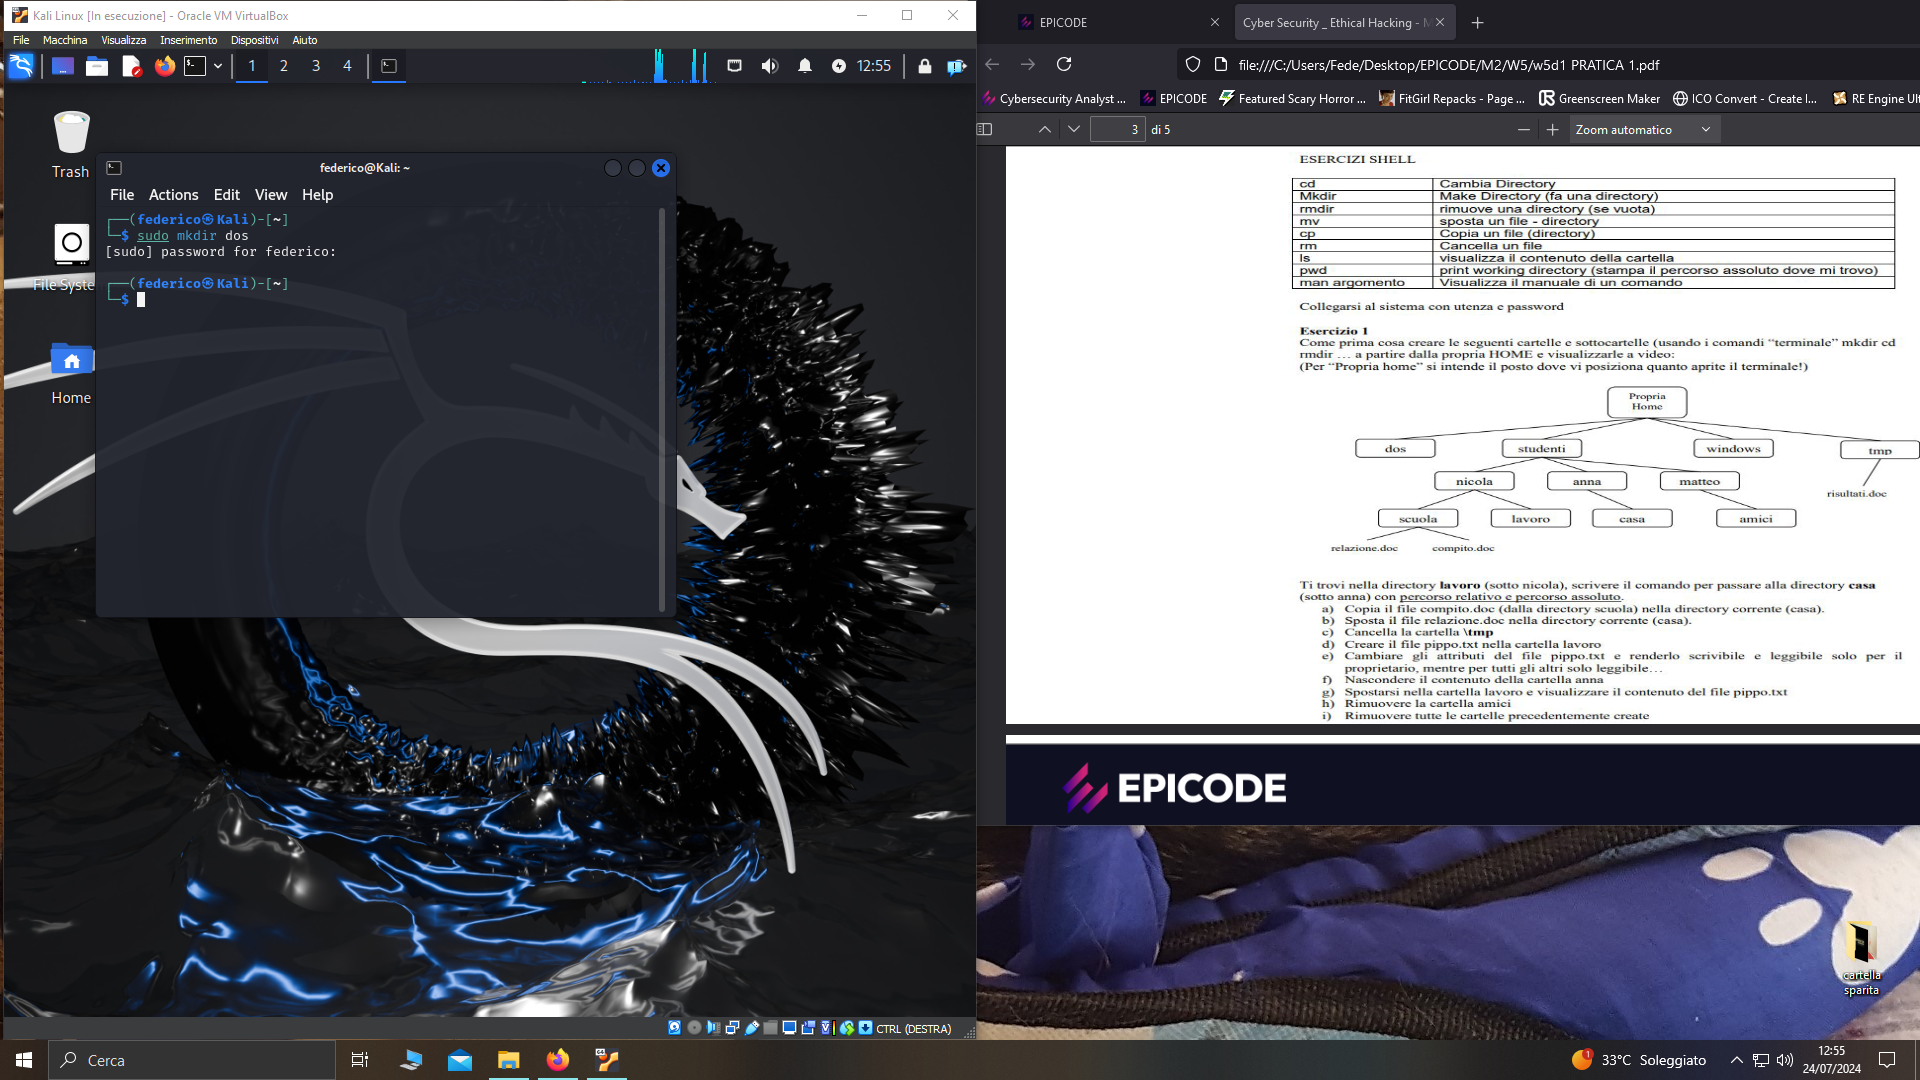 Kali Linux [In esecuzione] - Oracle VM VirtualBox
File Macchina Visualizza Inserimento Dispositivi Aiuto
1 2 3 4
12:55
Trash
File Syste
Home
federico@Kali: ~
File Actions Edit View Help
┌──(federico㉿Kali)-[~]
└─$ sudo mkdir dos
[sudo] password for federico:
┌──(federico㉿Kali)-[~]
└─$
CTRL (DESTRA)
EPICODE
Cyber Security _ Ethical Hacking - M
file:///C:/Users/Fede/Desktop/EPICODE/M2/W5/w5d1 PRATICA 1.pdf
Cybersecurity Analyst ... EPICODE Featured Scary Horror ... FitGirl Repacks - Page ... Greenscreen Maker ICO Convert - Create I... RE Engine Ult
3 di 5
Zoom automatico
ESERCIZI SHELL
cd Cambia Directory
Mkdir Make Directory (fa una directory)
rmdir rimuove una directory (se vuota)
mv sposta un file - directory
cp Copia un file (directory)
rm Cancella un file
ls visualizza il contenuto della cartella
pwd print working directory (stampa il percorso assoluto dove mi trovo)
man argomento Visualizza il manuale di un comando
Collegarsi al sistema con utenza e password
Esercizio 1
Come prima cosa creare le seguenti cartelle e sottocartelle (usando i comandi “terminale” mkdir cd
rmdir … a partire dalla propria HOME e visualizzarle a video:
(Per “Propria home” si intende il posto dove vi posiziona quanto aprite il terminale!)
Propria
Home
dos studenti windows tmp
nicola anna matteo
risultati.doc
scuola lavoro casa amici
relazione.doc compito.doc
Ti trovi nella directory lavoro (sotto nicola), scrivere il comando per passare alla directory casa
(sotto anna) con percorso relativo e percorso assoluto.
a) Copia il file compito.doc (dalla directory scuola) nella directory corrente (casa).
b) Sposta il file relazione.doc nella directory corrente (casa).
c) Cancella la cartella \tmp
d) Creare il file pippo.txt nella cartella lavoro
e) Cambiare gli attributi del file pippo.txt e renderlo scrivibile e leggibile solo per il
proprietario, mentre per tutti gli altri solo leggibile…
f) Nascondere il contenuto della cartella anna
g) Spostarsi nella cartella lavoro e visualizzare il contenuto del file pippo.txt
h) Rimuovere la cartella amici
i) Rimuovere tutte le cartelle precedentemente create
EPICODE
cartella
sparita
Cerca
1
33°C Soleggiato
12:55
24/07/2024